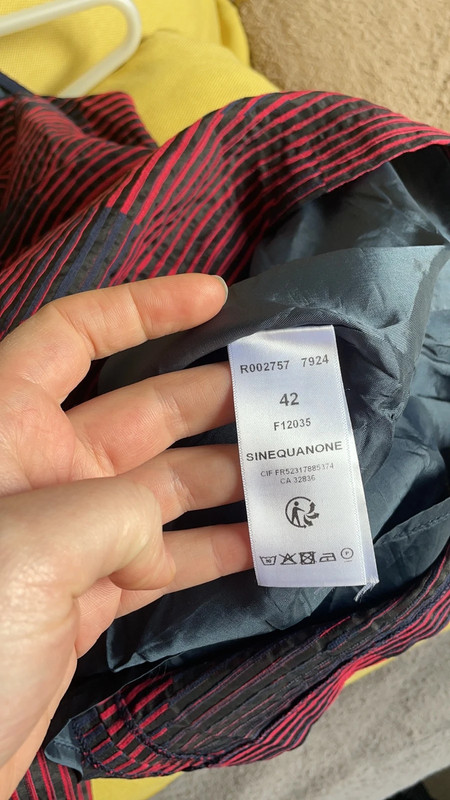 R002757 7924
42
F12035
SINEQUANONE
CIF FR52317885374
CA 32836